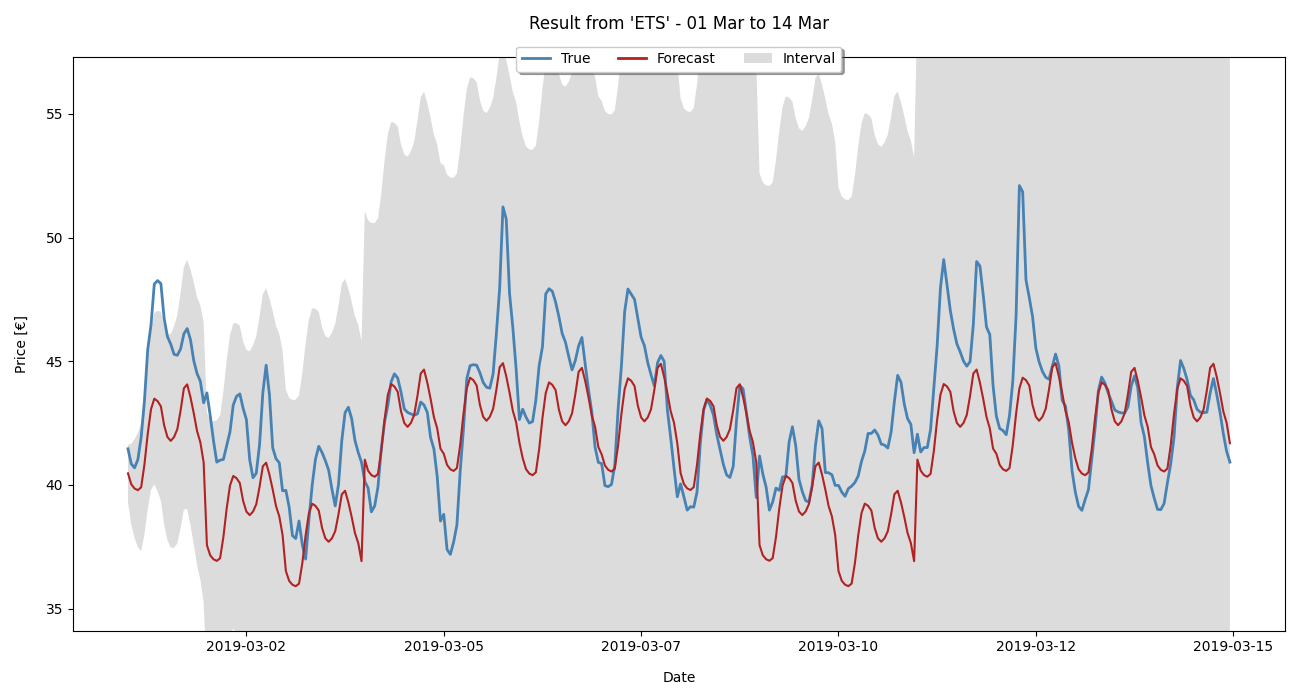 Result from 'ETS' - 01 Mar to 14 Mar
True Forecast Interval
55
50
45
40
35
Price [€]
2019-03-02 2019-03-05 2019-03-07 2019-03-10 2019-03-12 2019-03-15
Date